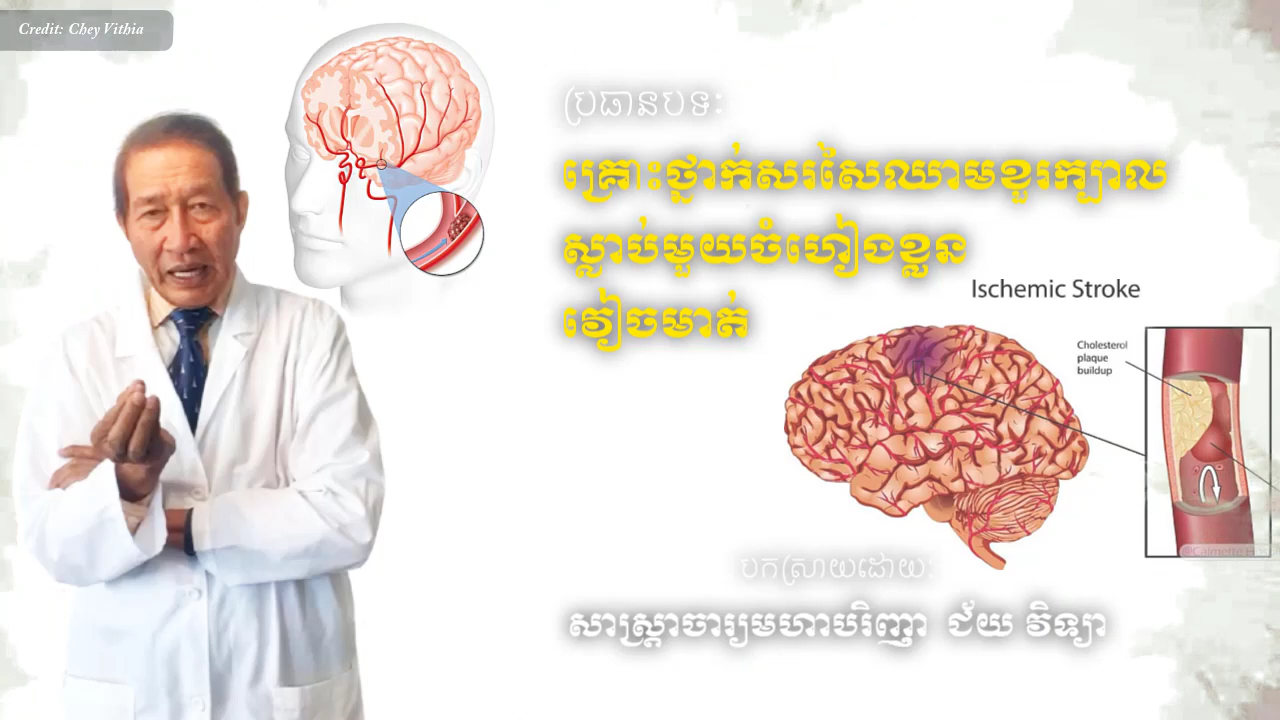 Credit: Chey Vithia
ប្រធានបទៈ
គ្រោះថ្នាក់សរសៃឈាមខួរក្បាល
ស្លាប់មួយចំហៀងខ្លួន
វៀចមាត់
Ischemic Stroke
Cholesterol
plaque
buildup
©Calmette Hos
បកស្រាយដោយៈ
សាស្ត្រាចារ្យមហាបរិញ្ញា ជ័យ វិទ្យា